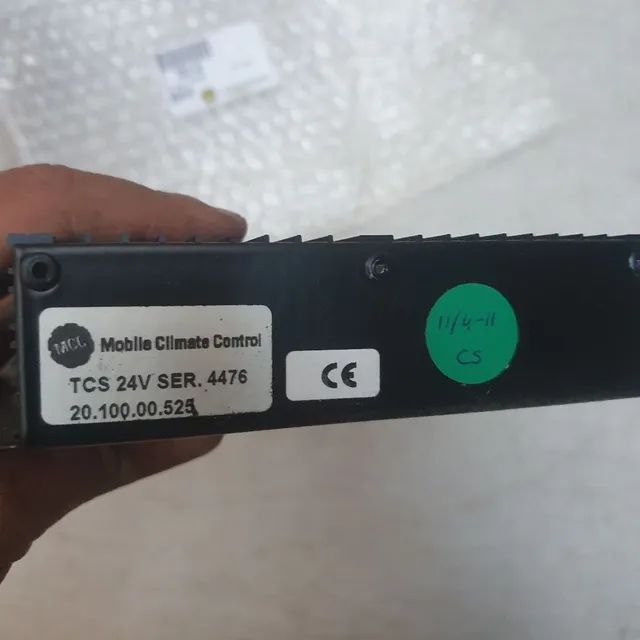 MCC Mobile Climate Control
TCS 24V SER. 4476
20.100.00.525
CE
11/4-11
CS